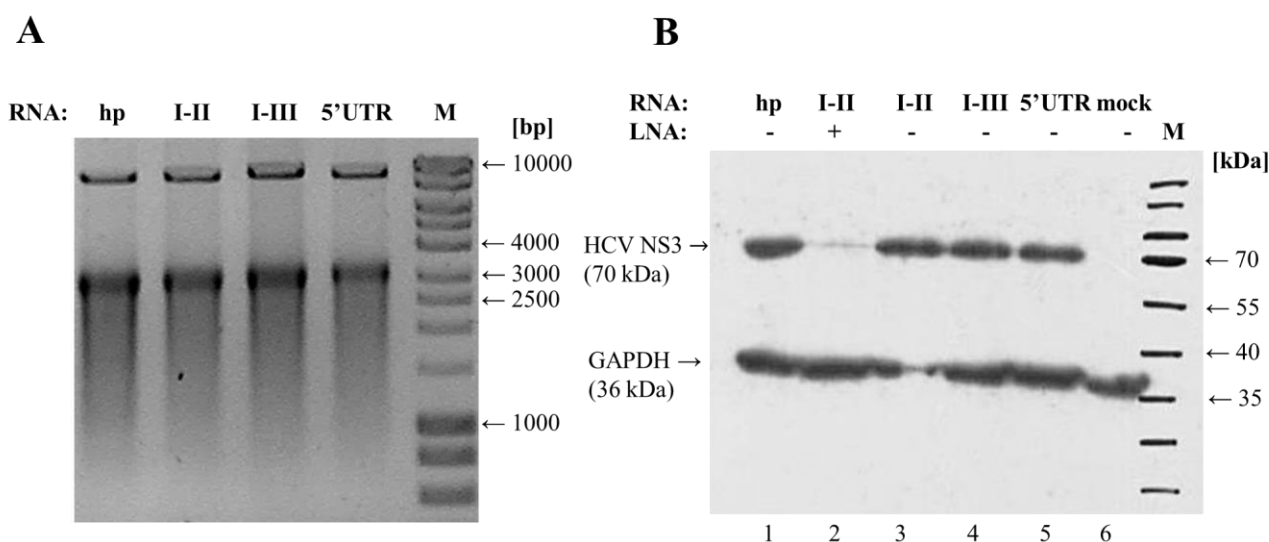 A
RNA: hp I-II I-III 5’UTR M
[bp]
← 10000
← 4000
← 3000
← 2500
← 1000
B
RNA: hp I-II I-II I-III 5’UTR mock
LNA: - + - - - - M
[kDa]
HCV NS3 →
(70 kDa)
← 70
← 55
GAPDH →
(36 kDa)
← 40
← 35
1 2 3 4 5 6